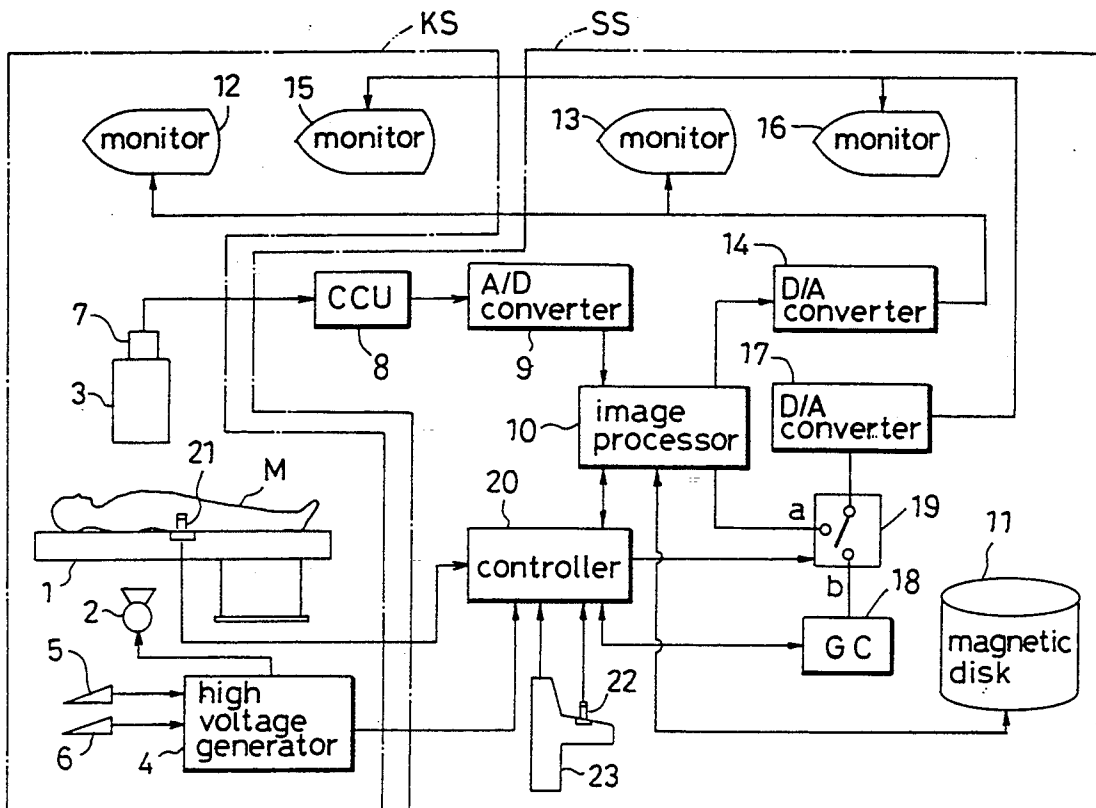 KS
SS
12
monitor
15
monitor
13
monitor
16
monitor
14
D/A
converter
A/D
converter
9
CCU
8
7
3
17
D/A
converter
10
image
processor
M
21
20
controller
a
b
19
11
magnetic
disk
18
GC
1
2
5
6
high
voltage
generator
4
22
23